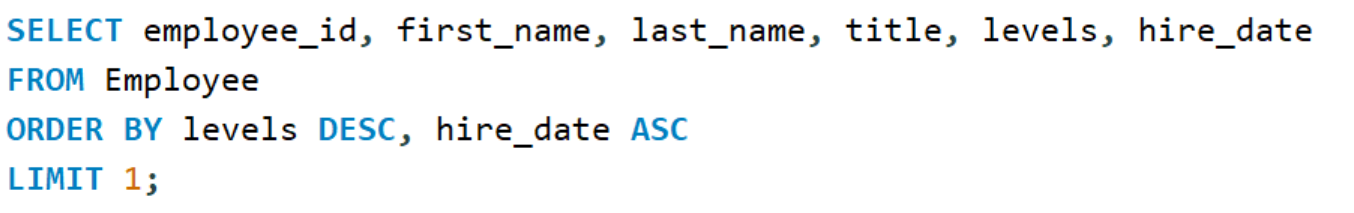 SELECT employee_id, first_name, last_name, title, levels, hire_date
FROM Employee
ORDER BY levels DESC, hire_date ASC
LIMIT 1;